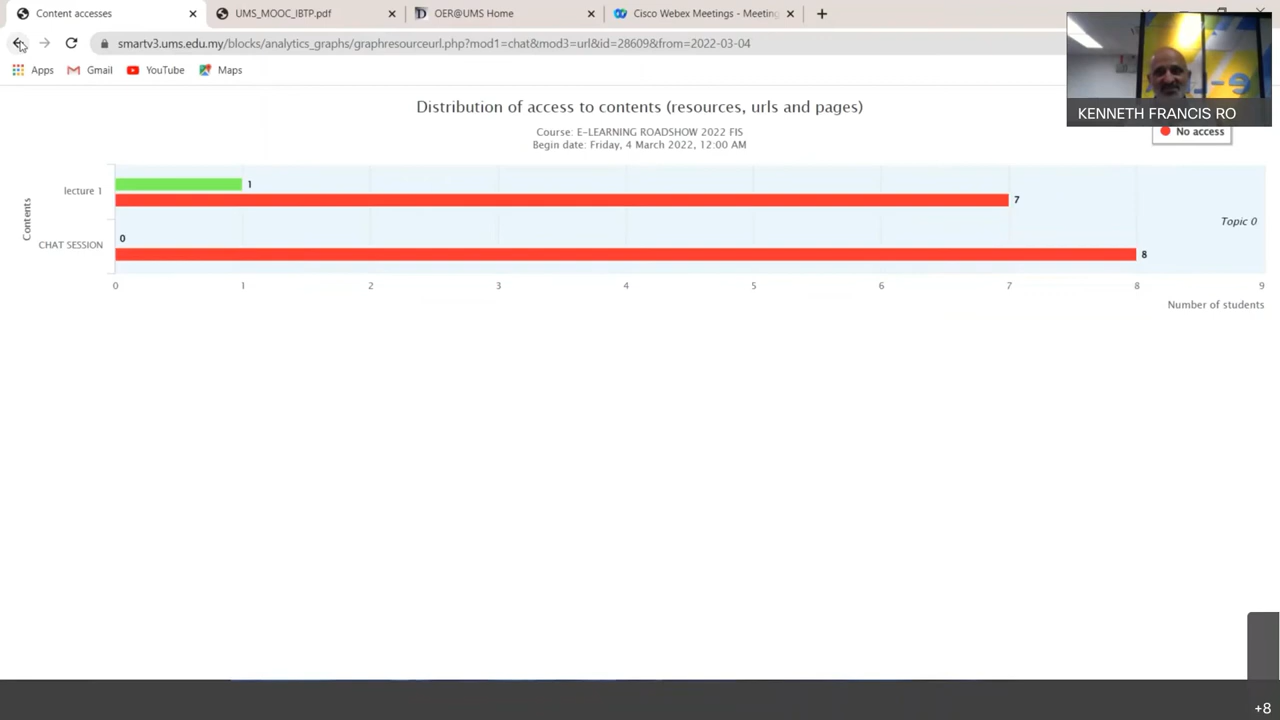 Content accesses
UMS_MOOC_IBTP.pdf
OER@UMS Home
Cisco Webex Meetings - Meeting
smartv3.ums.edu.my/blocks/analytics_graphs/graphresourceurl.php?mod1=chat&mod3=url&id=28609&from=2022-03-04
Apps
Gmail
YouTube
Maps
e-L
KENNETH FRANCIS RO
Distribution of access to contents (resources, urls and pages)
Course: E-LEARNING ROADSHOW 2022 FIS
Begin date: Friday, 4 March 2022, 12:00 AM
No access
Contents
lecture 1
1
7
Topic 0
CHAT SESSION
0
8
0 1 2 3 4 5 6 7 8 9
Number of students
+8